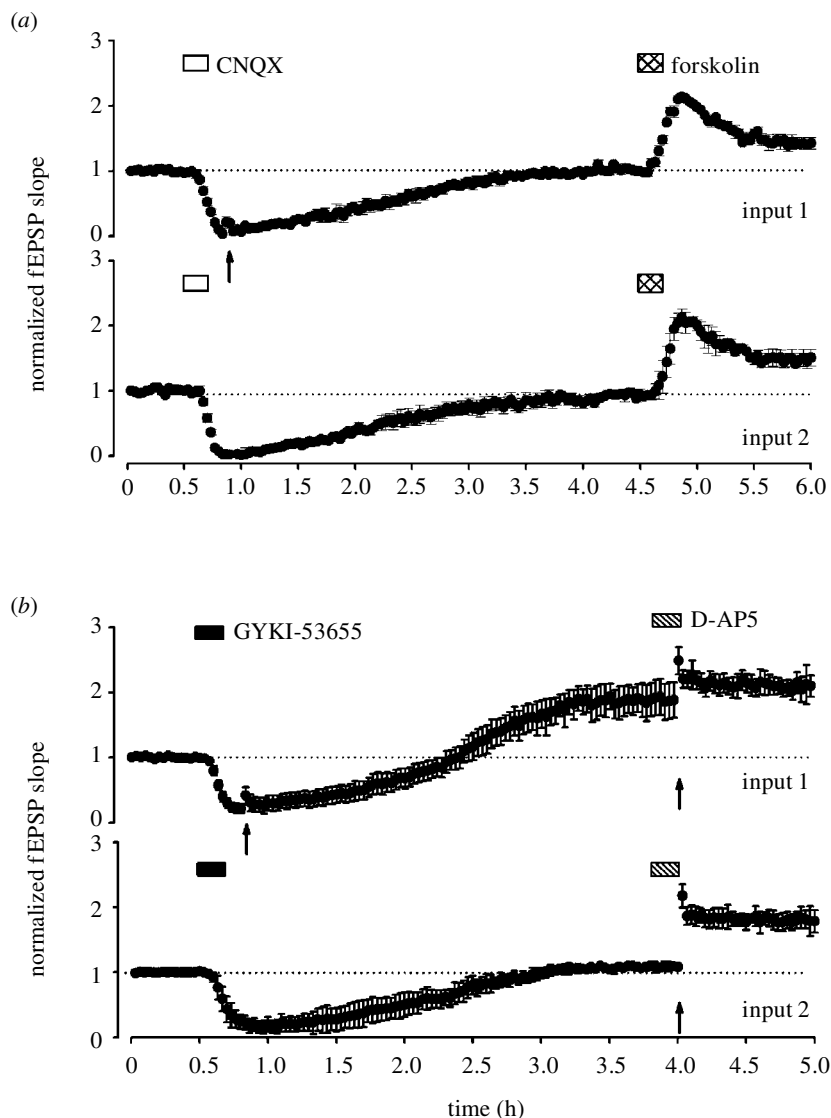 (a)
3
2
1
0
CNQX
forskolin
input 1
3
2
1
0
input 2
normalized fEPSP slope
0 0.5 1.0 1.5 2.0 2.5 3.0 3.5 4.0 4.5 5.0 5.5 6.0
(b)
3
2
1
0
GYKI-53655
D-AP5
input 1
3
2
1
0
input 2
normalized fEPSP slope
0 0.5 1.0 1.5 2.0 2.5 3.0 3.5 4.0 4.5 5.0
time (h)